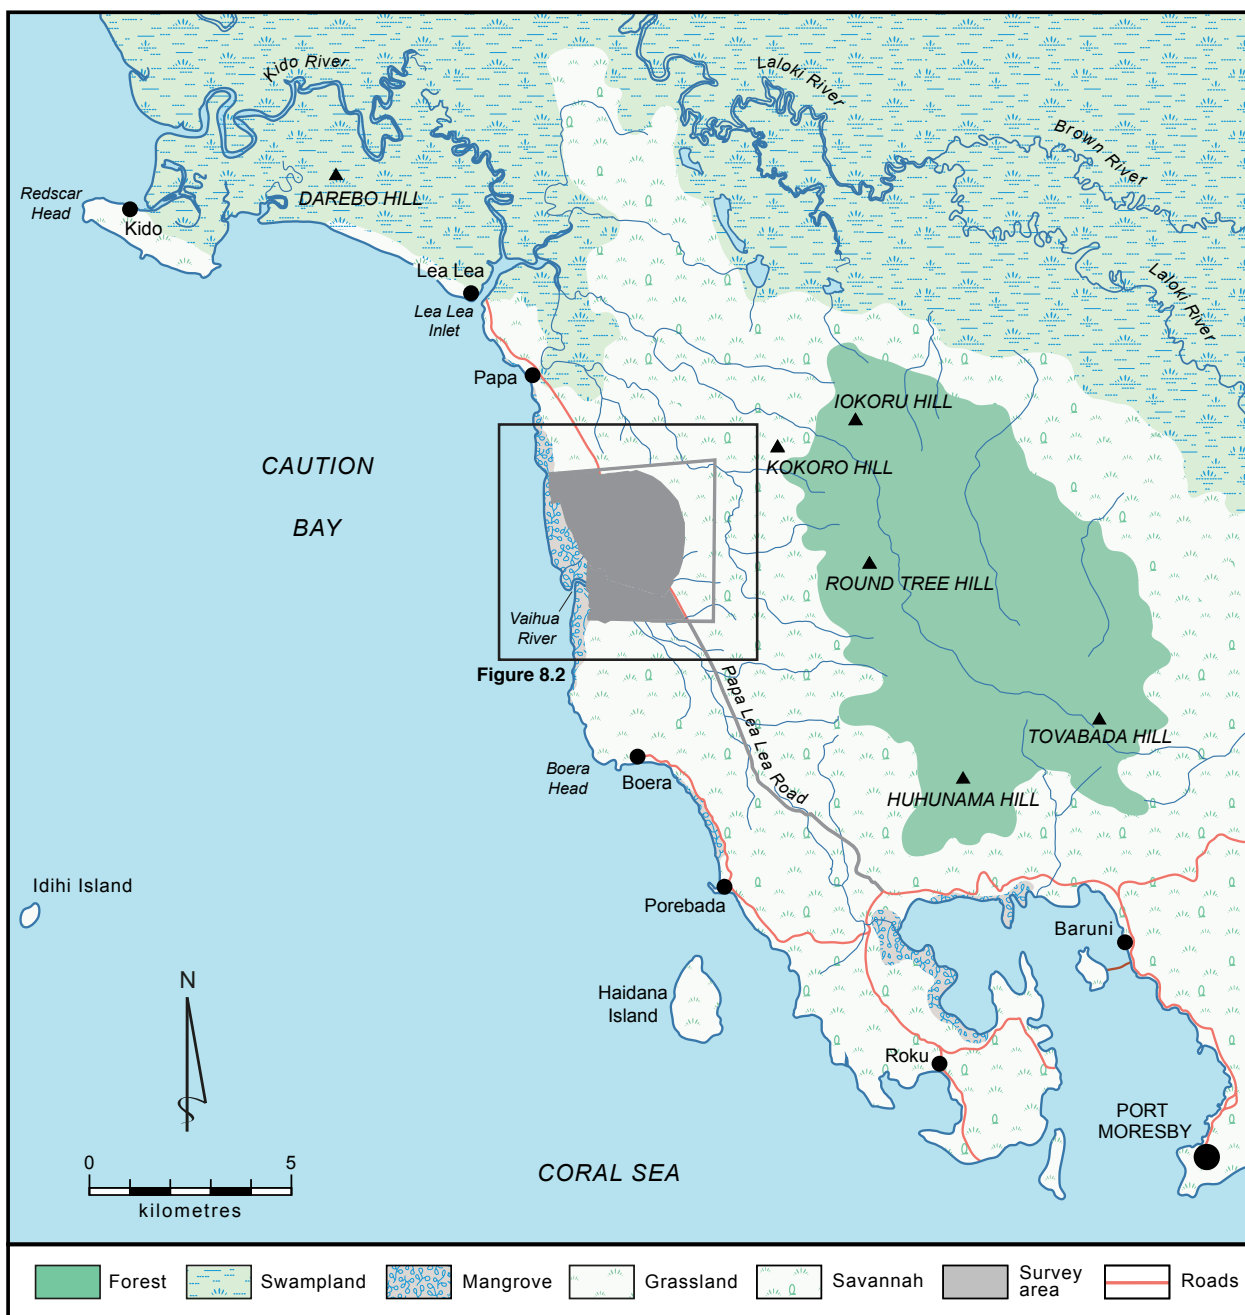 Kido River
Laloki River
Brown River
Redscar
Head
DAREBO HILL
Kido
Lea Lea
Lea Lea
Inlet
Laloki River
Papa
IOKORU HILL
KOKORO HILL
CAUTION
BAY
ROUND TREE HILL
Vaihua
River
Figure 8.2
Papa Lea Lea Road
TOVABADA HILL
Boera
Head
Boera
HUHUNAMA HILL
Idihi Island
Porebada
Baruni
N
Haidana
Island
Roku
PORT
MORESBY
0 5
kilometres
CORAL SEA
Forest
Swampland
Mangrove
Grassland
Savannah
Survey
area
Roads